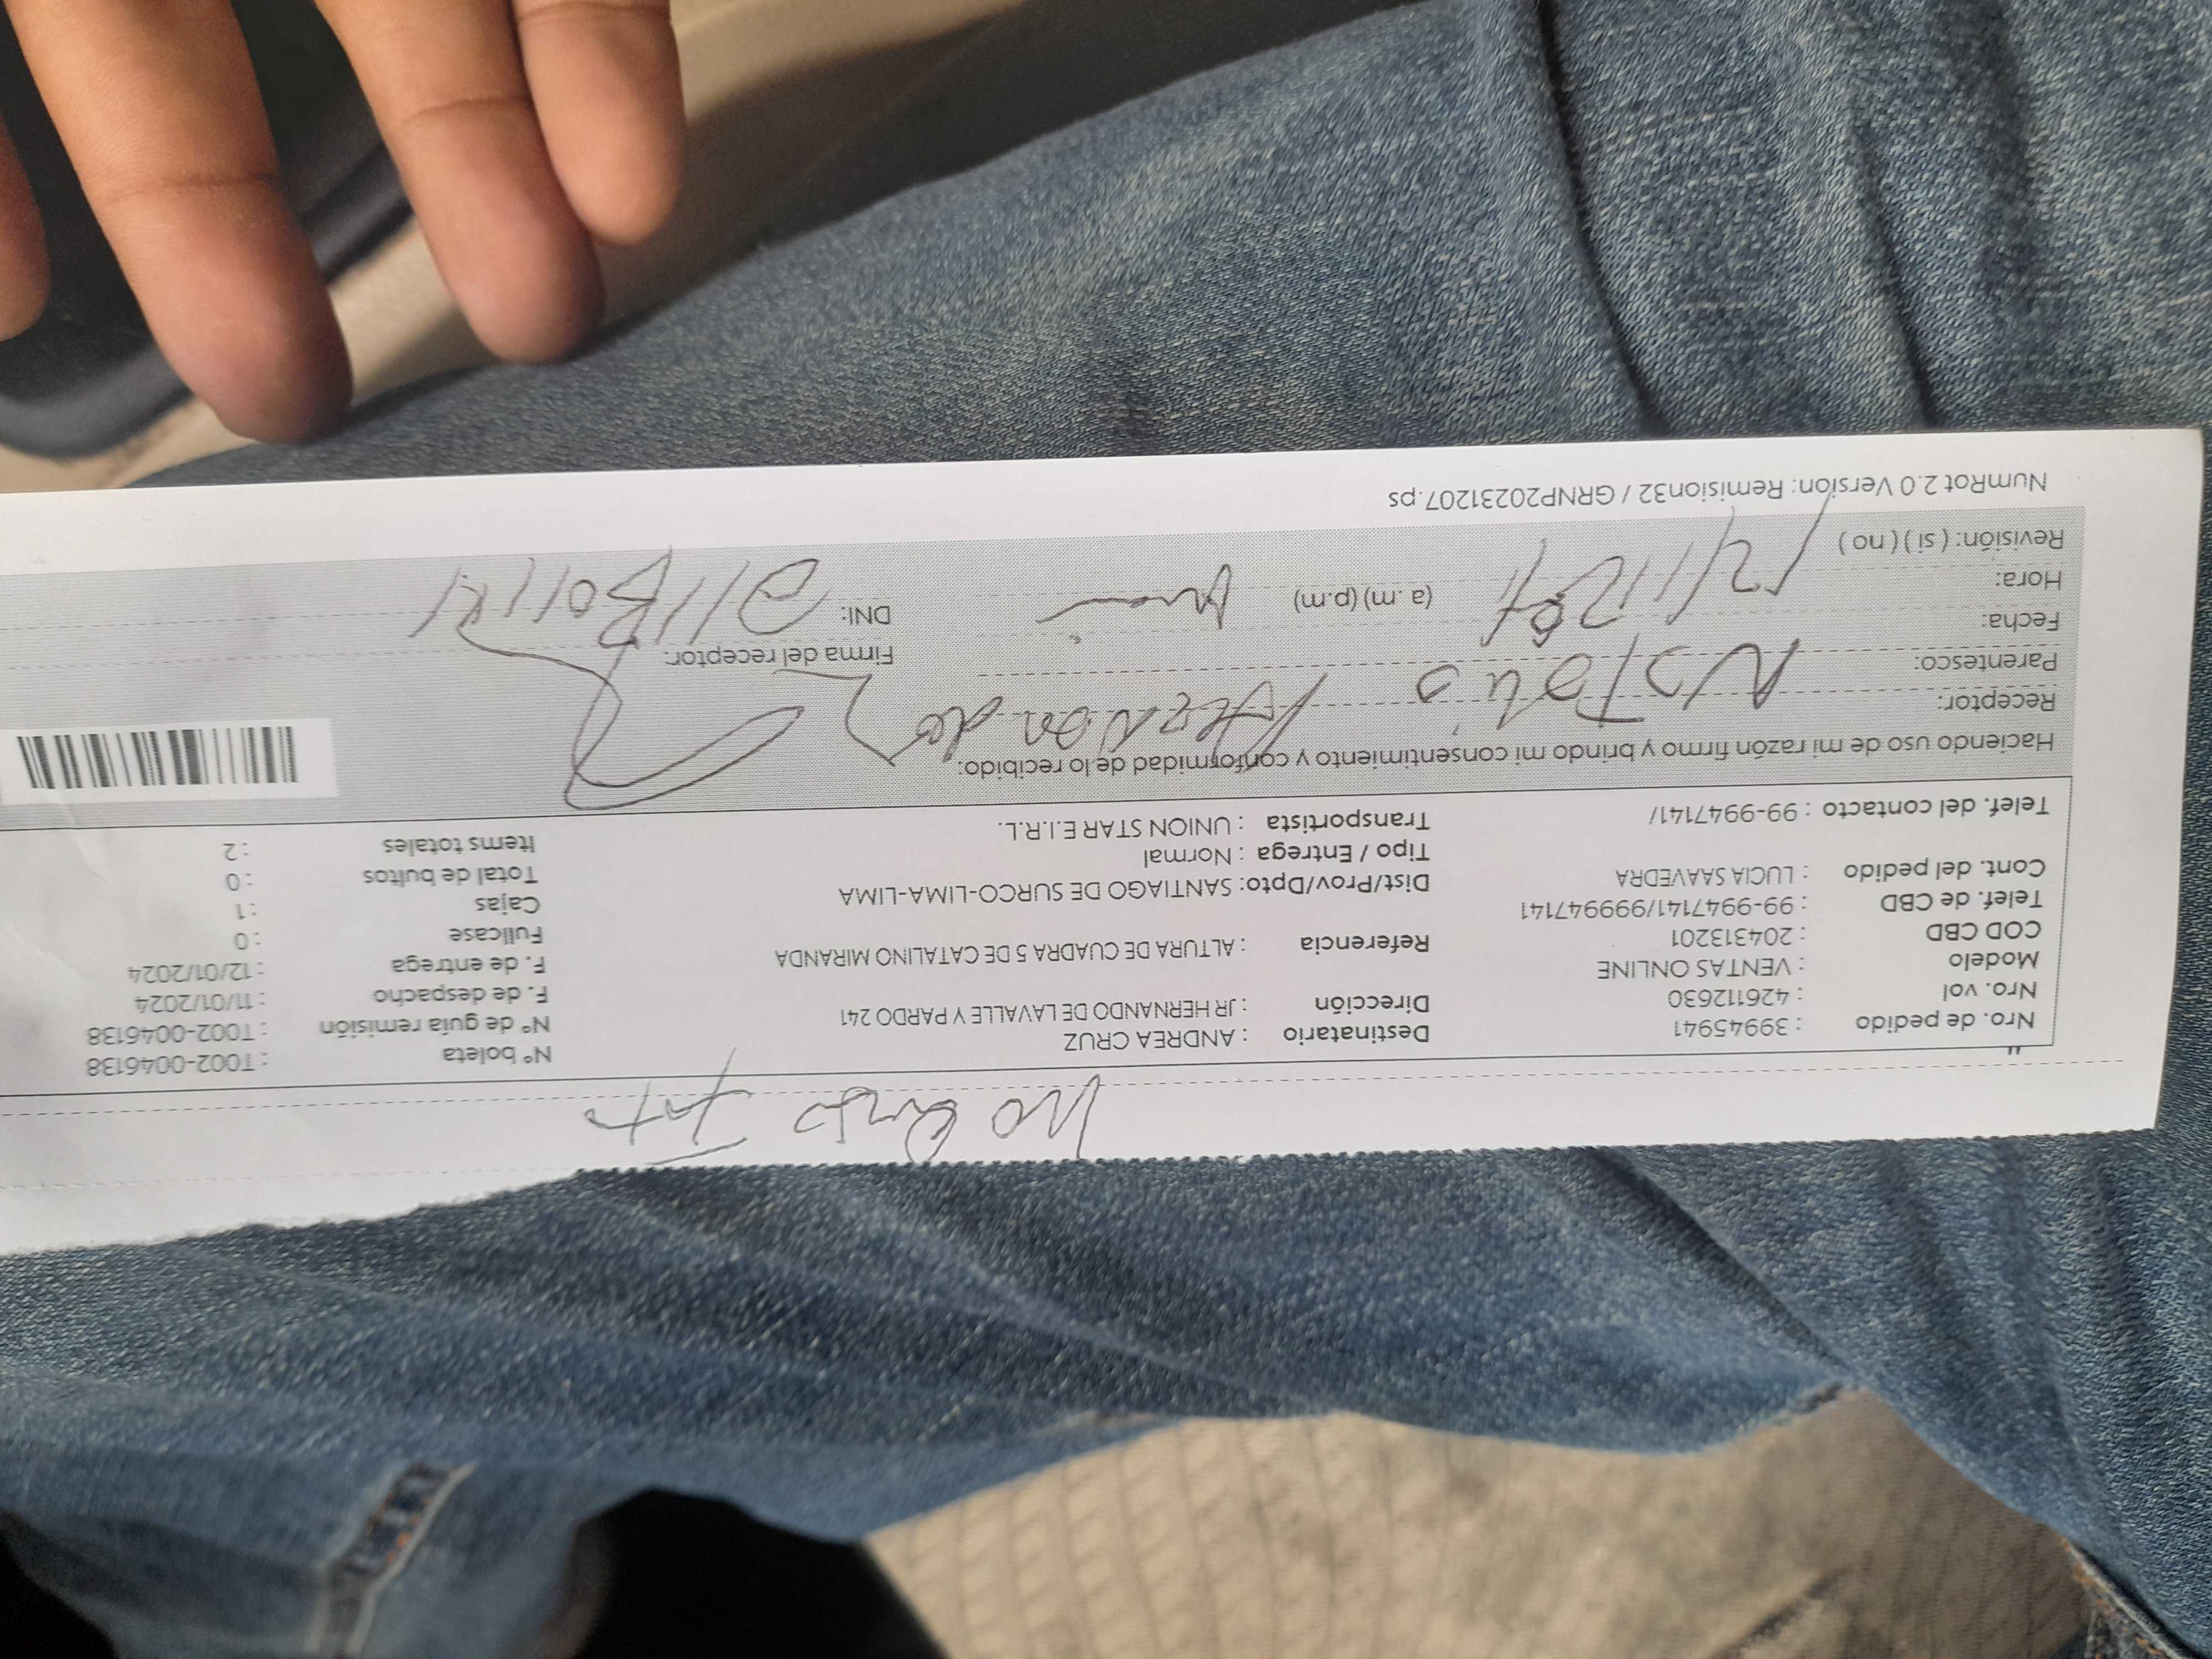 No
Nro. de pedido : 39945941
Nro. vol : 426112630
Modelo : VENTAS ONLINE
COD CBD : 204313201
Telef. de CBD : 99-9947141/999947141
Cont. del pedido : LUCIA SAAVEDRA
Telef. del contacto : 99-9947141/
Destinatario : ANDREA CRUZ
Dirección : JR HERNANDO DE LAVALLE Y PARDO 241
Referencia : ALTURA DE CUADRA 5 DE CATALINO MIRANDA
Dist/Prov/Dpto: SANTIAGO DE SURCO-LIMA-LIMA
Tipo / Entrega : Normal
Transportista : UNION STAR E.I.R.L.
Nº boleta : T002-0046138
Nº de guía remisión : T002-0046138
F. de despacho : 11/01/2024
F. de entrega : 12/01/2024
Fullcase : 0
Cajas : 1
Total de bultos : 0
Items totales : 2
Haciendo uso de mi razón firmo y brindo mi consentimiento y conformidad de lo recibido:
Receptor:
Parentesco:
Fecha:
Hora: (a.m) (p.m)
Revisión: ( si ) ( no )
Firma del receptor:
DNI:
NumRot 2.0 Versión: Remision32 / GRNP20231207.ps